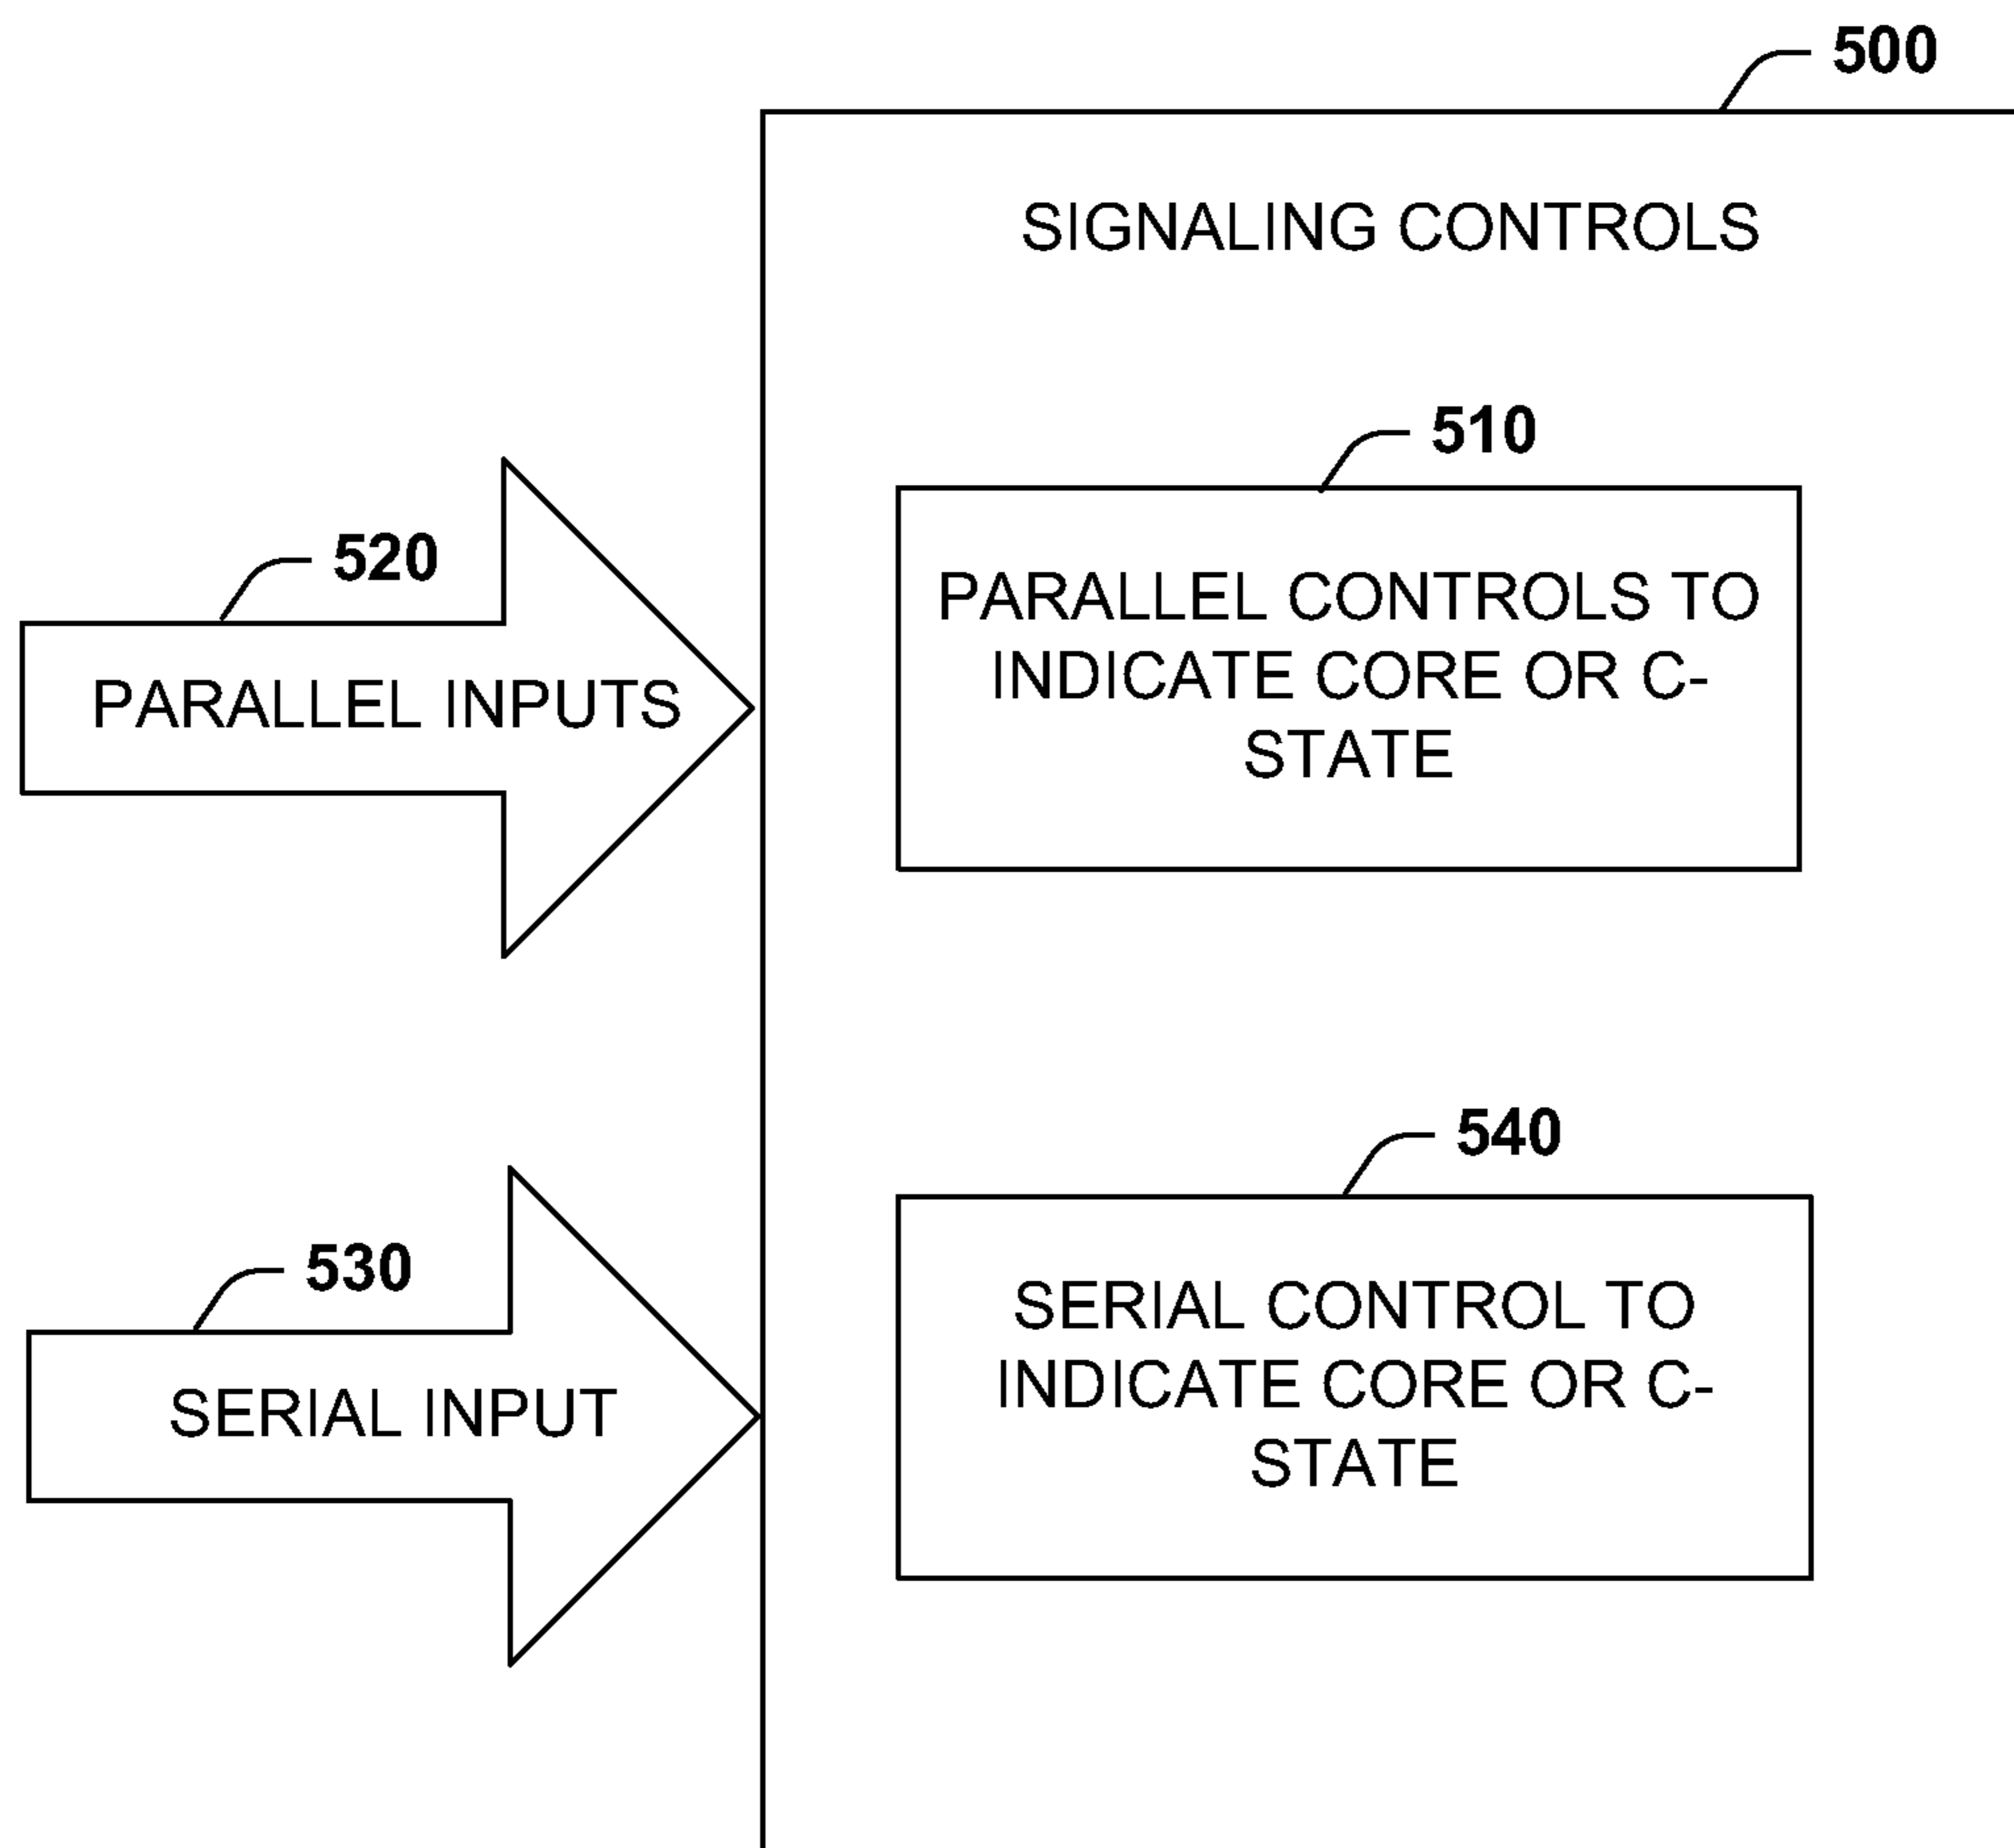 500
SIGNALING CONTROLS
510
PARALLEL CONTROLS TO
INDICATE CORE OR C-
STATE
520
PARALLEL INPUTS
540
SERIAL CONTROL TO
INDICATE CORE OR C-
STATE
530
SERIAL INPUT